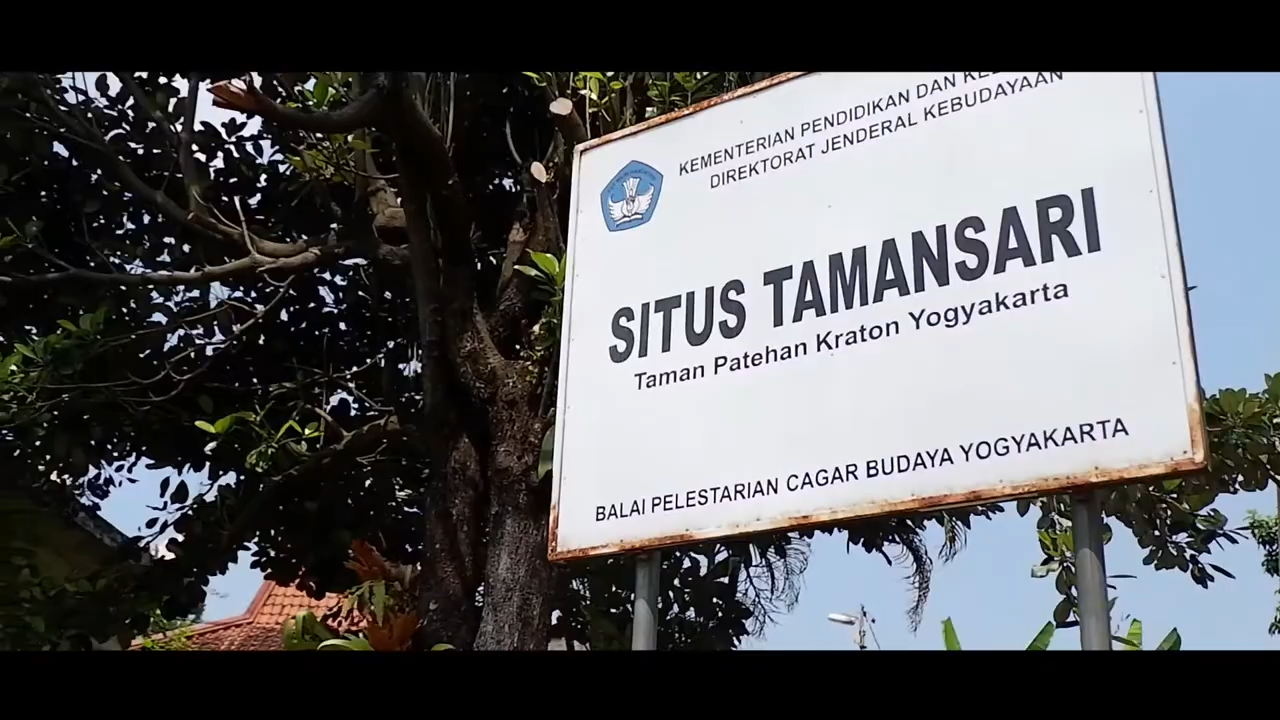 KEMENTERIAN PENDIDIKAN DAN
DIREKTORAT JENDERAL KEBUDAYAAN
SITUS TAMANSARI
Taman Patehan Kraton Yogyakarta
BALAI PELESTARIAN CAGAR BUDAYA YOGYAKARTA